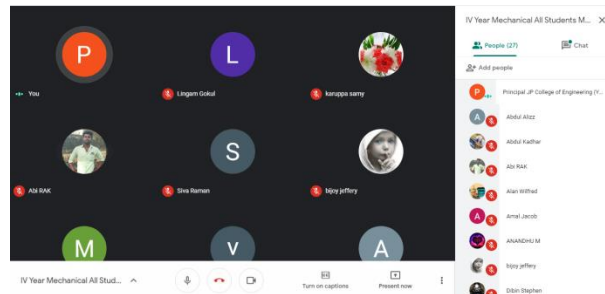 IV Year Mechanical All Students M...
People (27)
Chat
Add people
P
L
You
Lingam Gokul
karuppa samy
S
Abi RAK
Siva Raman
bijoy jeffery
M
V
A
IV Year Mechanical All Stud...
Turn on captions
Present now
P
Principal JP College of Engineering (Y...
A
Abdul Alizz
Abdul Kadhar
Abi RAK
Alan Wilfred
A
Amal Jacob
ANANDHU M
bijoy jeffery
Dibin Stephen